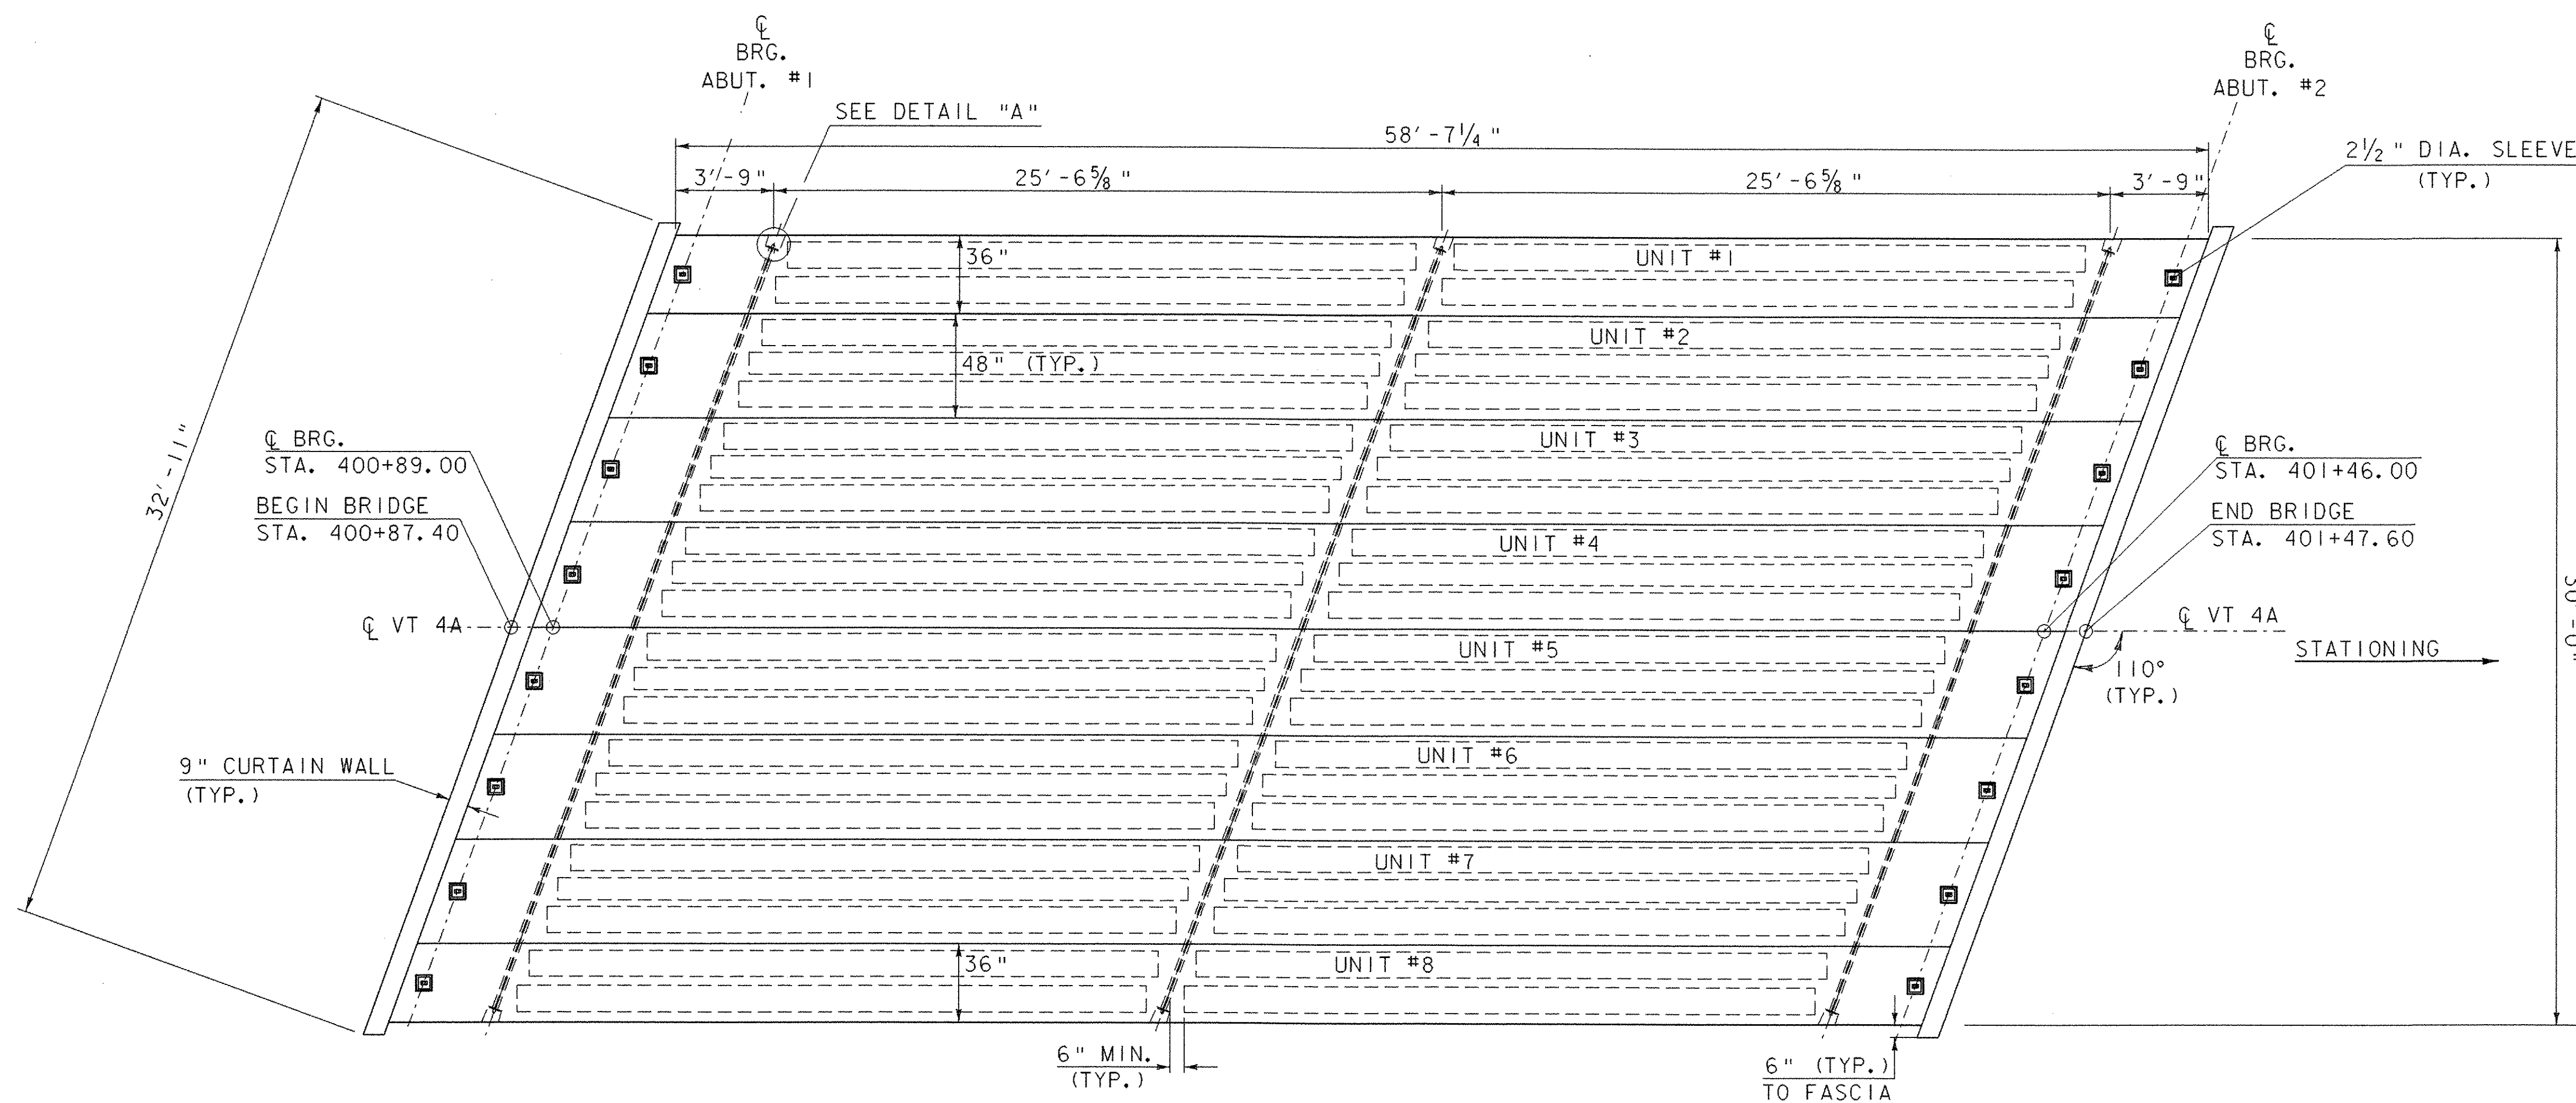 ℄
BRG.
ABUT. #1
℄
BRG.
ABUT. #2
SEE DETAIL "A"
58'-7¼"
2½" DIA. SLEEVE
(TYP.)
3'-9"
25'-6⅝"
25'-6⅝"
3'-9"
36"
UNIT #1
48" (TYP.)
UNIT #2
UNIT #3
32'-11"
℄ BRG.
STA. 400+89.00
BEGIN BRIDGE
STA. 400+87.40
℄ BRG.
STA. 401+46.00
END BRIDGE
STA. 401+47.60
UNIT #4
℄ VT 4A
℄ VT 4A
STATIONING
110°
(TYP.)
UNIT #5
UNIT #6
9" CURTAIN WALL
(TYP.)
UNIT #7
36"
UNIT #8
6" MIN.
(TYP.)
6" (TYP.)
TO FASCIA